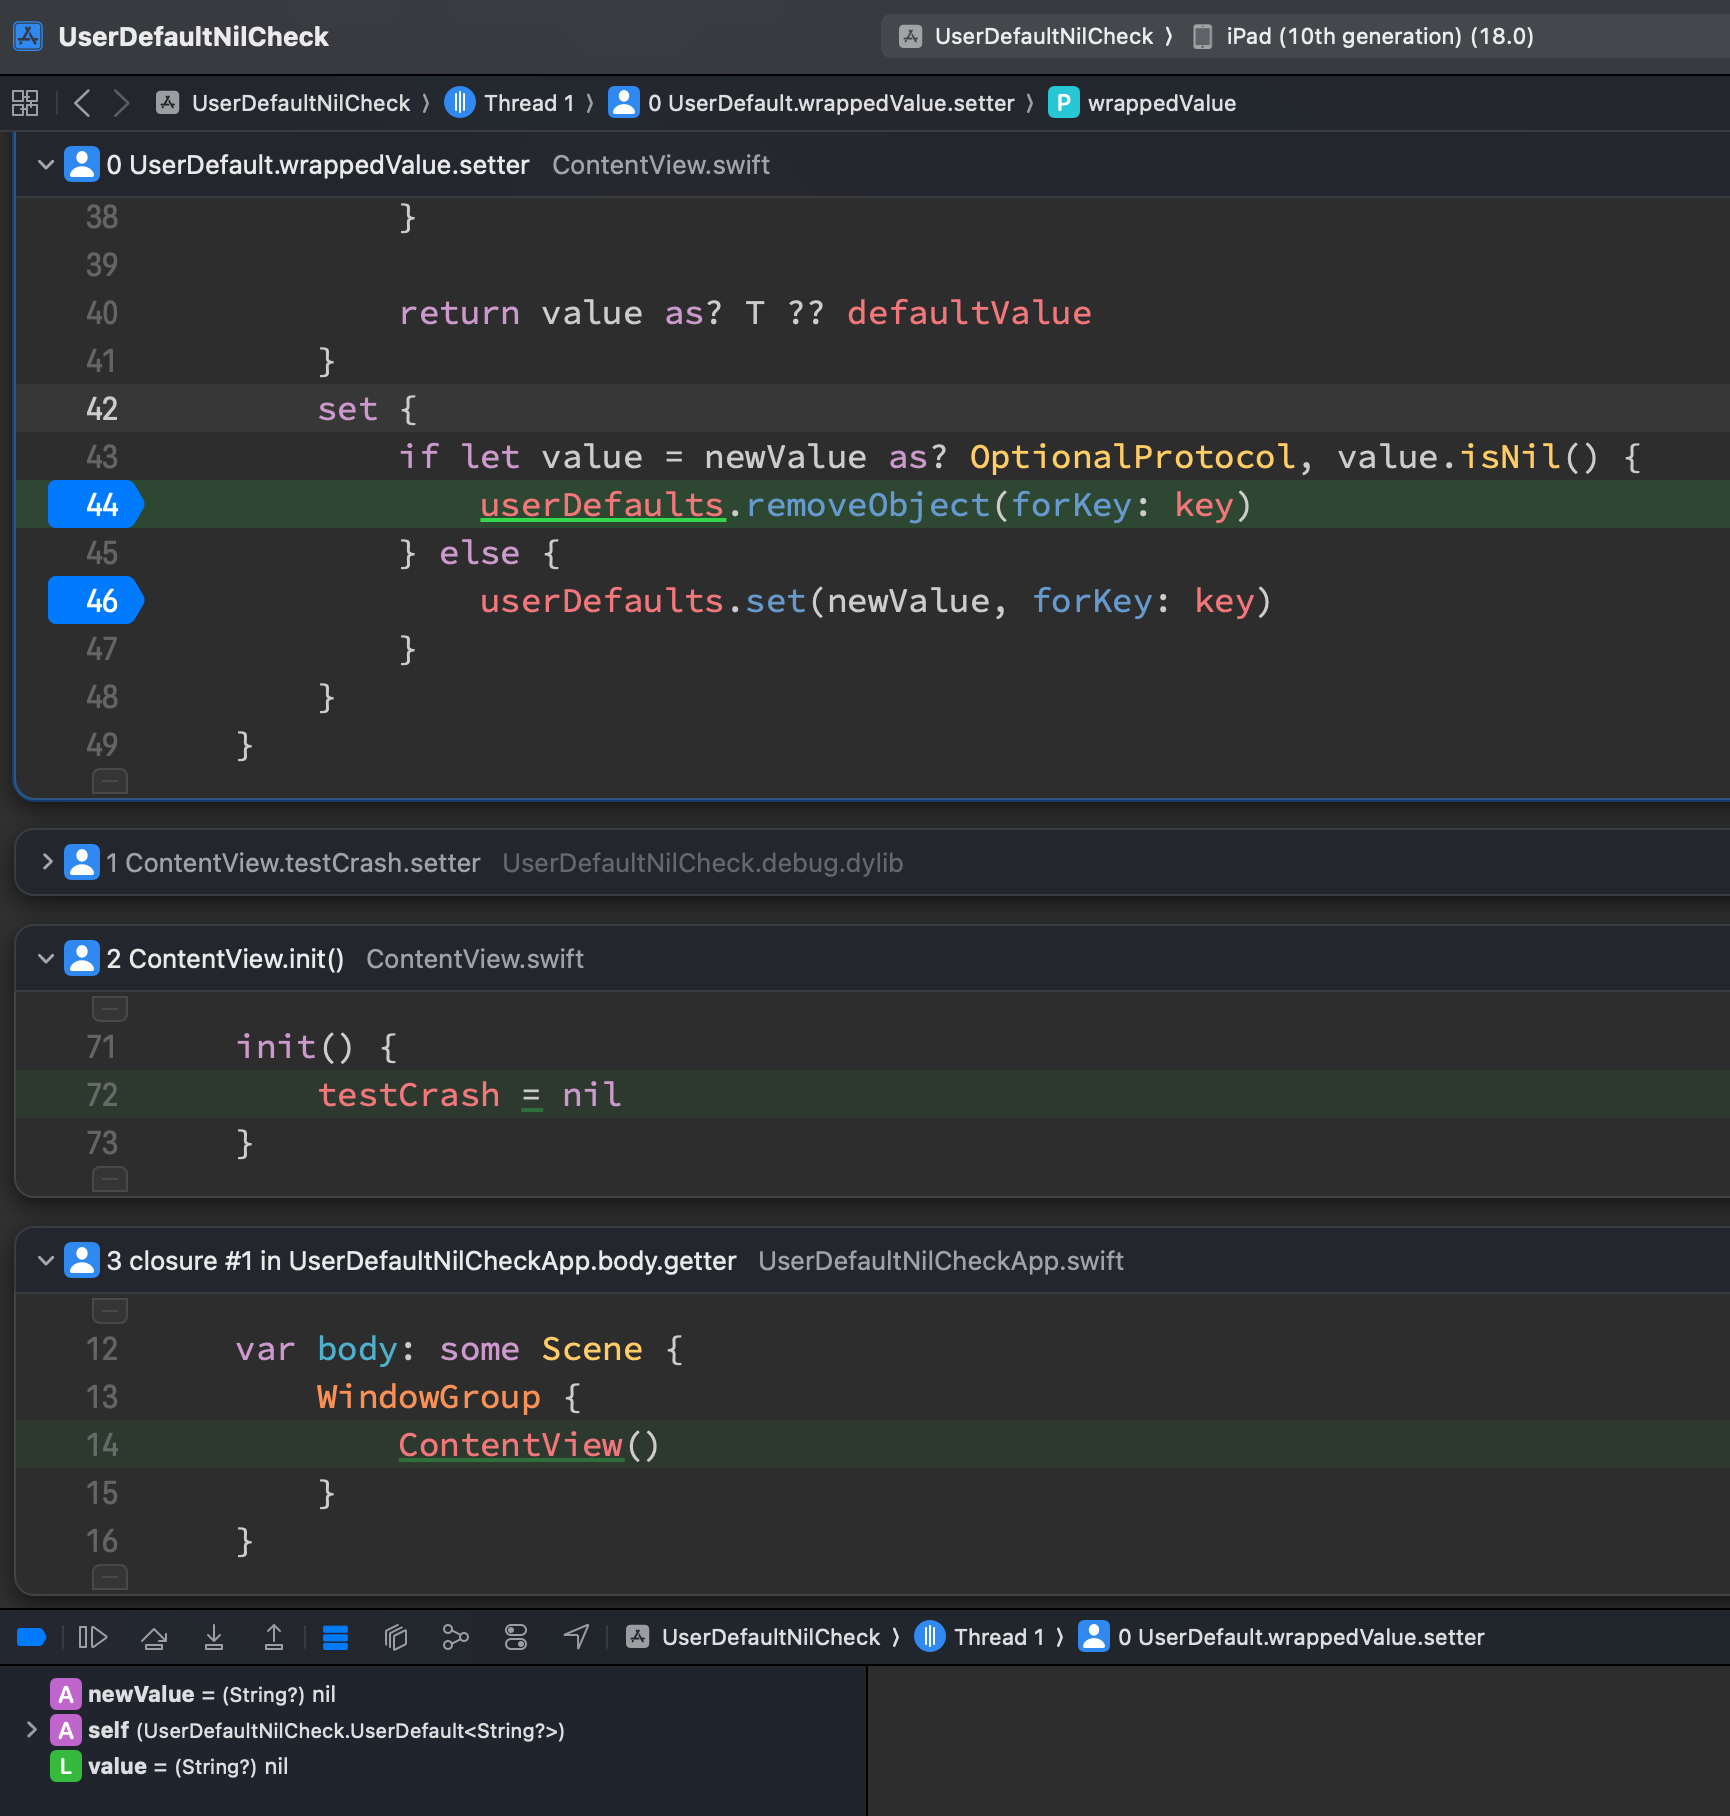 UserDefaultNilCheck
UserDefaultNilCheck 〉 iPad (10th generation) (18.0)
UserDefaultNilCheck 〉 Thread 1 〉 0 UserDefault.wrappedValue.setter 〉 P wrappedValue
0 UserDefault.wrappedValue.setter ContentView.swift
38 }
39
40 return value as? T ?? defaultValue
41 }
42 set {
43 if let value = newValue as? OptionalProtocol, value.isNil() {
44 userDefaults.removeObject(forKey: key)
45 } else {
46 userDefaults.set(newValue, forKey: key)
47 }
48 }
49 }
1 ContentView.testCrash.setter UserDefaultNilCheck.debug.dylib
2 ContentView.init() ContentView.swift
71 init() {
72 testCrash = nil
73 }
3 closure #1 in UserDefaultNilCheckApp.body.getter UserDefaultNilCheckApp.swift
12 var body: some Scene {
13 WindowGroup {
14 ContentView()
15 }
16 }
UserDefaultNilCheck 〉 Thread 1 〉 0 UserDefault.wrappedValue.setter
A newValue = (String?) nil
A self (UserDefaultNilCheck.UserDefault<String?>)
L value = (String?) nil